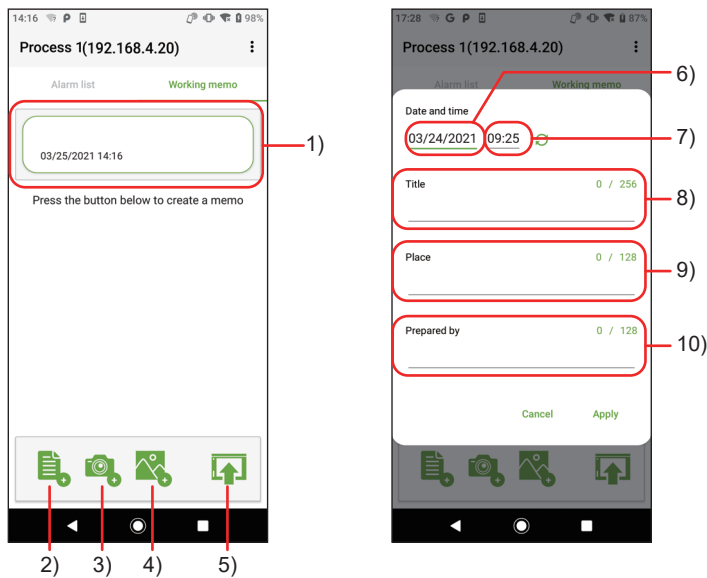 14:16 P 98%
Process 1(192.168.4.20)
Alarm list Working memo
03/25/2021 14:16
1)
Press the button below to create a memo
2) 3) 4) 5)
17:28 G P 87%
Process 1(192.168.4.20)
Alarm list Working memo
6)
Date and time
03/24/2021 09:25
7)
Title 0 / 256
8)
Place 0 / 128
9)
Prepared by 0 / 128
10)
Cancel Apply